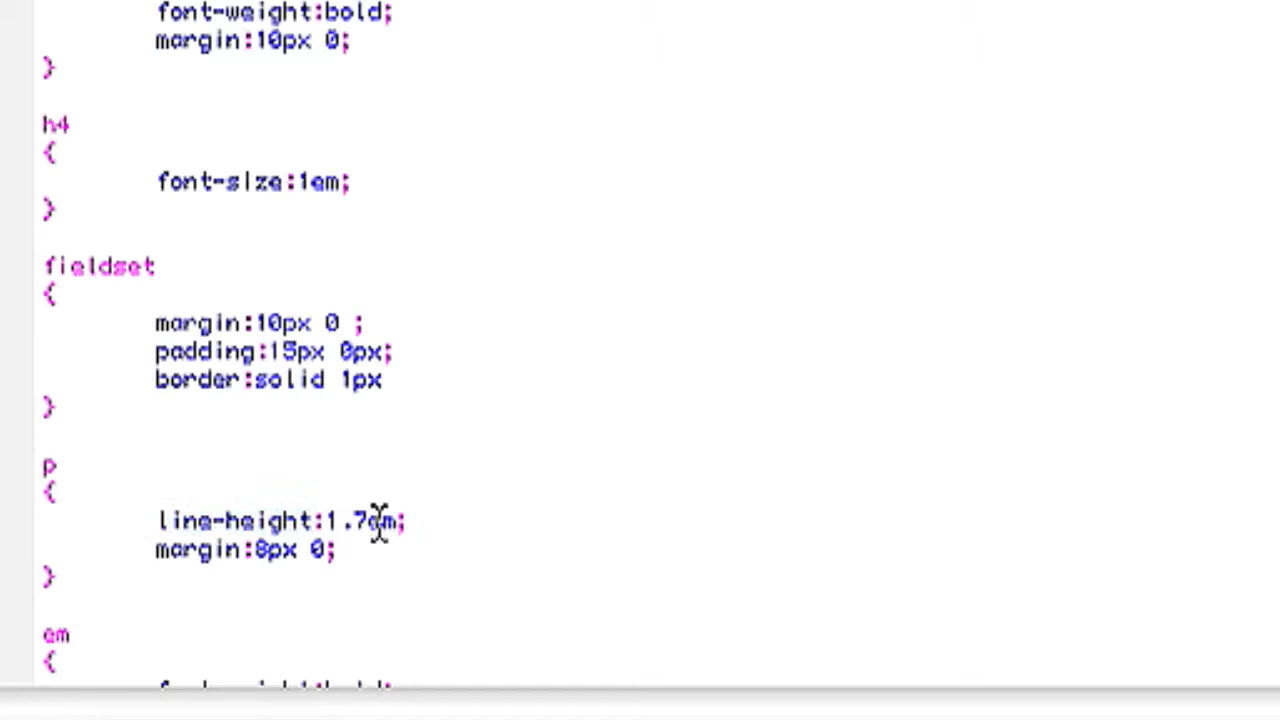 font-weight:bold;
margin:10px 0;
}
h4
{
font-size:1em;
}
fieldset
{
margin:10px 0 ;
padding:15px 0px;
border:solid 1px
}
p
{
line-height:1.7em;
margin:8px 0;
}
em
{